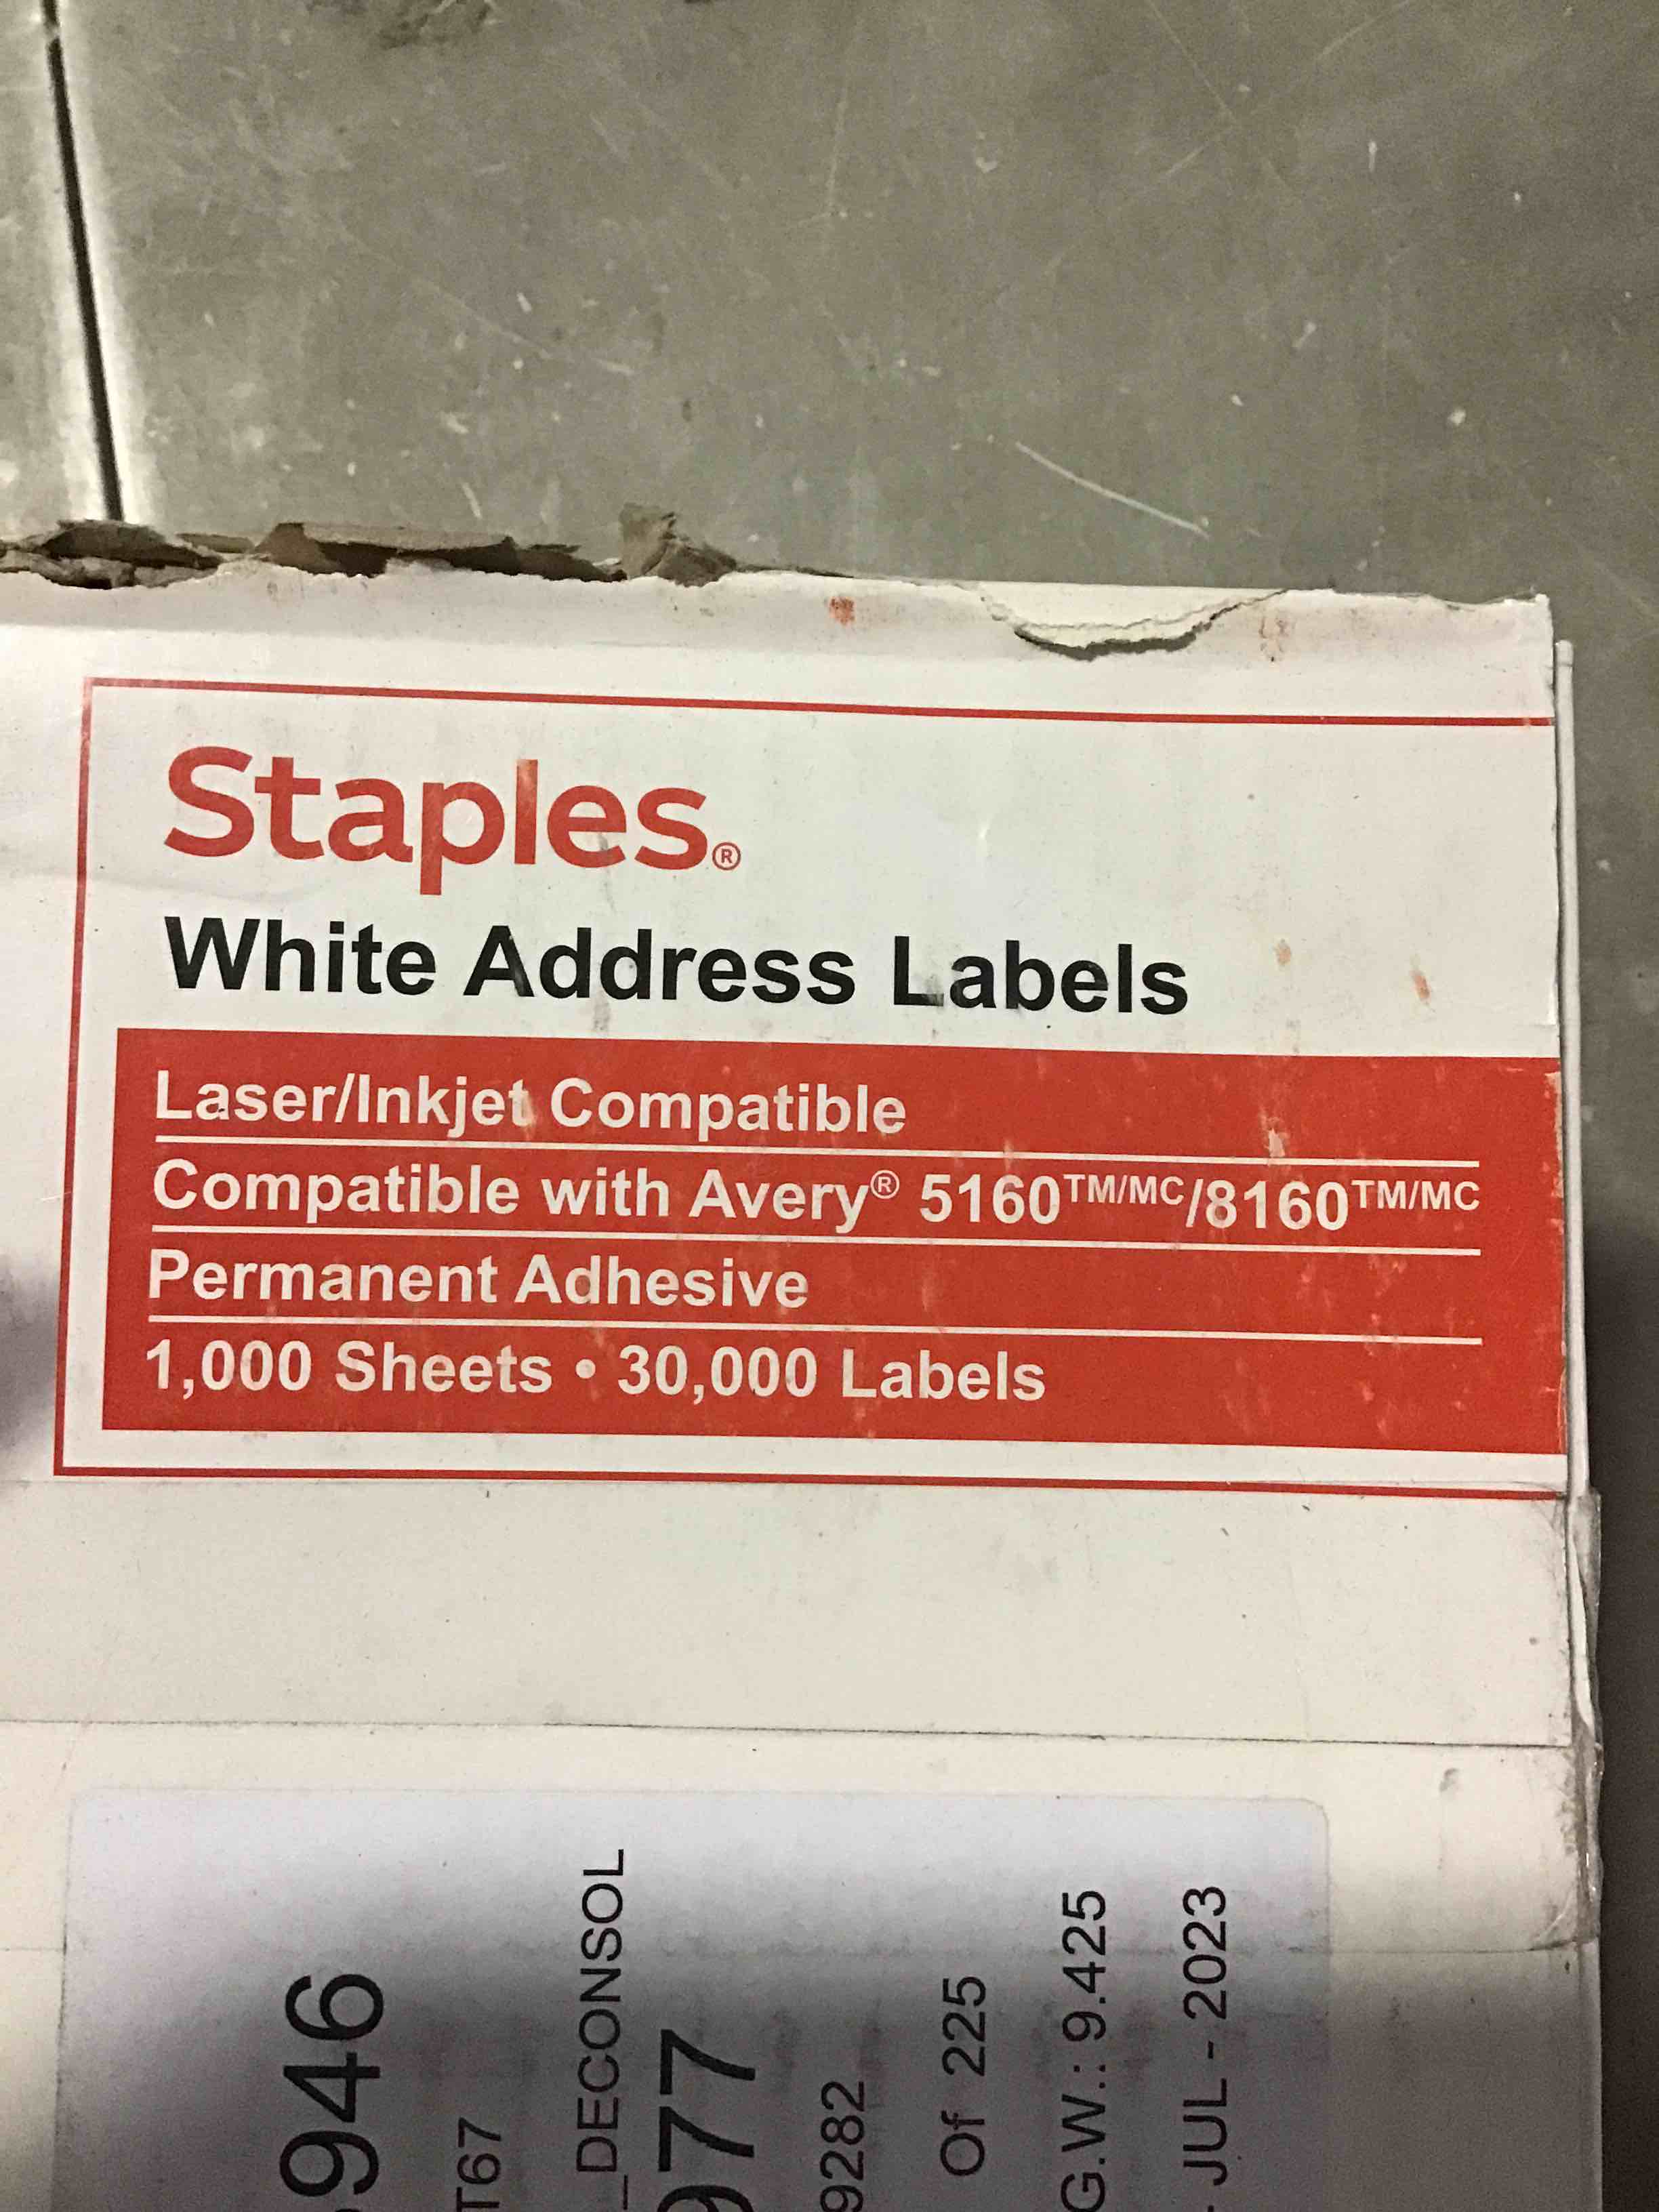 Staples®
White Address Labels
Laser/Inkjet Compatible
Compatible with Avery® 5160™/MC/8160™/MC
Permanent Adhesive
1,000 Sheets • 30,000 Labels
946
T67
_DECONSOL
977
9282
Of 225
G.W.: 9.425
JUL - 2023